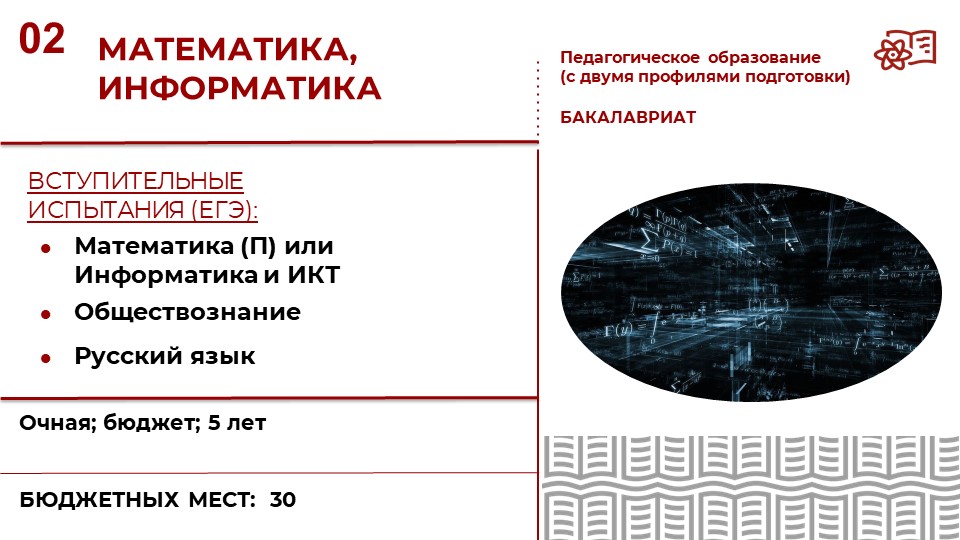 02
МАТЕМАТИКА,
ИНФОРМАТИКА
Педагогическое образование
(с двумя профилями подготовки)
БАКАЛАВРИАТ
ВСТУПИТЕЛЬНЫЕ
ИСПЫТАНИЯ (ЕГЭ):
● Математика (П) или
Информатика и ИКТ
● Обществознание
● Русский язык
Очная; бюджет; 5 лет
БЮДЖЕТНЫХ МЕСТ: 30